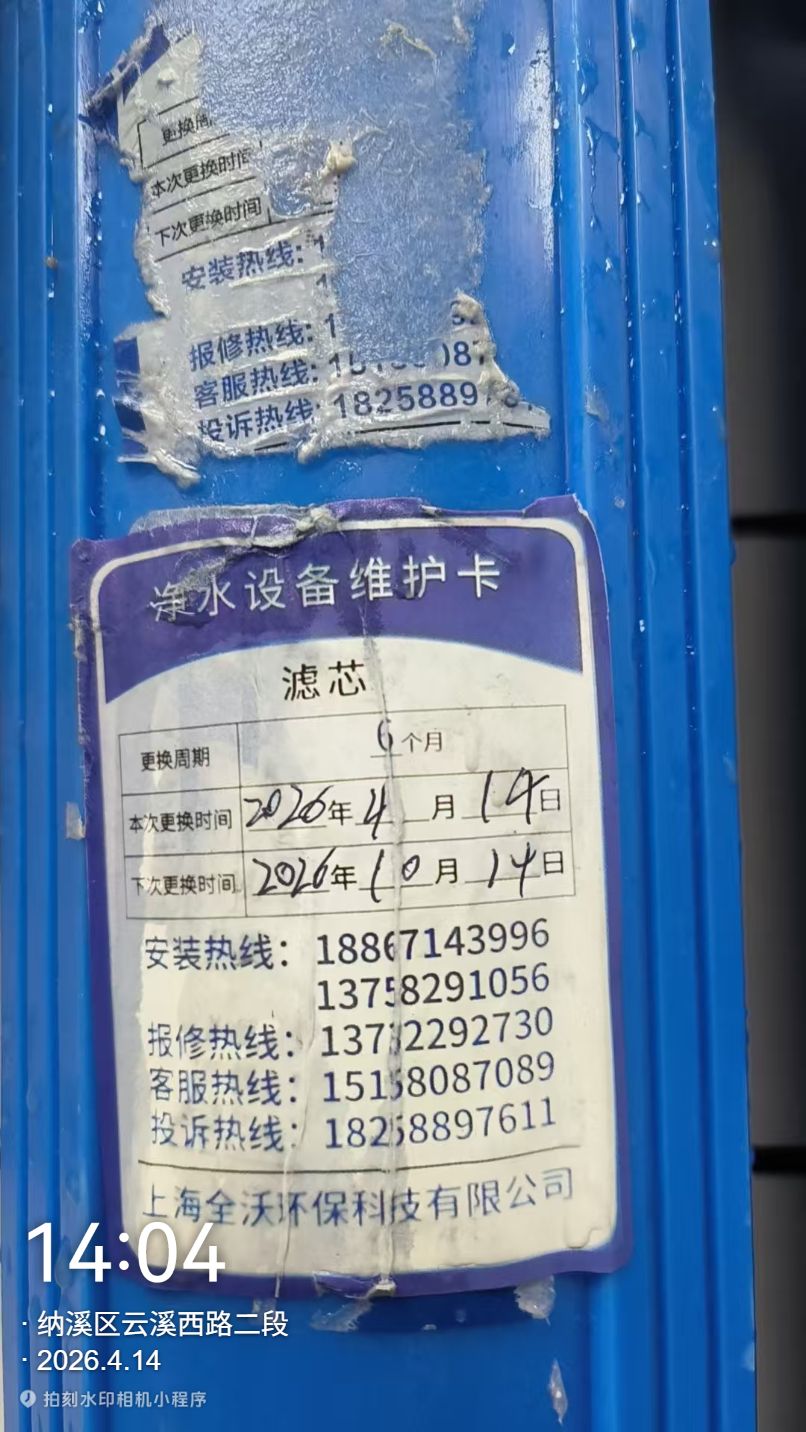 更换周
本次更换时间
下次更换时间
安装热线:
报修热线: 1
客服热线:
投诉热线: 18258897611
净水设备维护卡
滤芯
更换周期 6个月
本次更换时间 2026年4月14日
下次更换时间 2026年10月14日
安装热线: 18867143996
13758291056
报修热线: 13732292730
客服热线: 15158087089
投诉热线: 18258897611
上海全沃环保科技有限公司
14:04
· 纳溪区云溪西路二段
· 2026.4.14
拍刻水印相机小程序